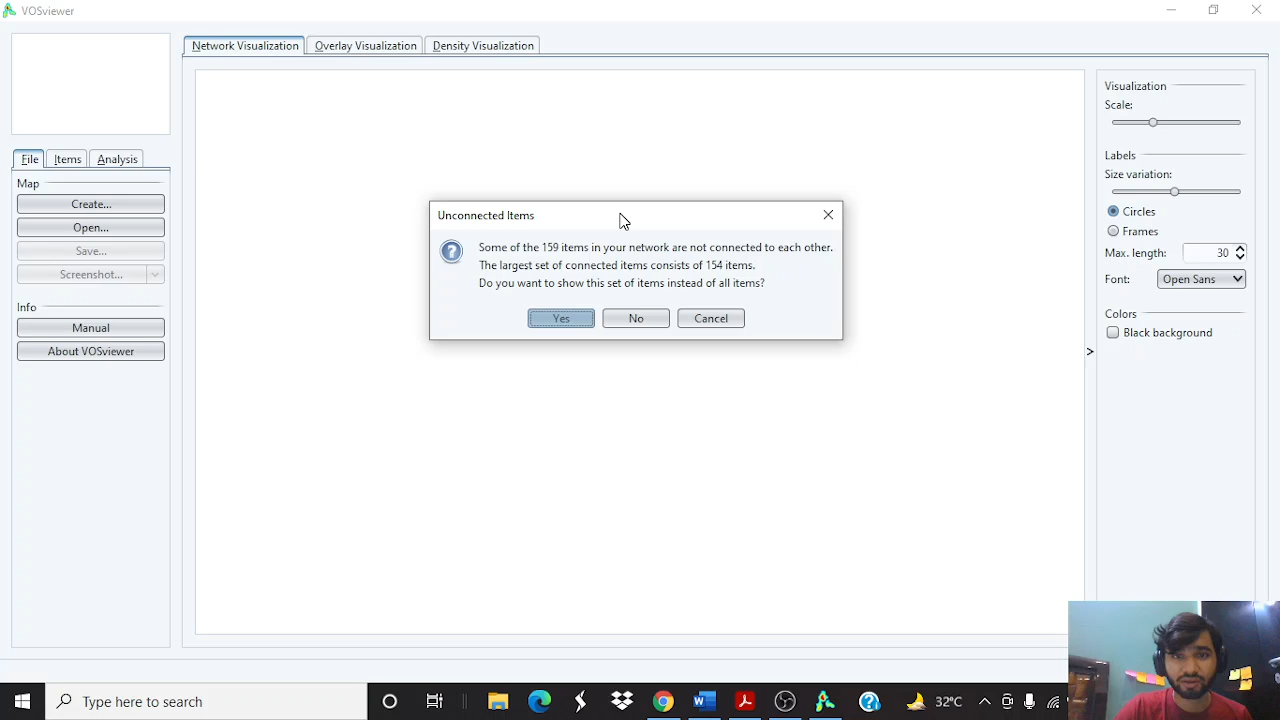 VOSviewer
Network Visualization
Overlay Visualization
Density Visualization
File
Items
Analysis
Map
Create...
Open...
Save...
Screenshot...
Info
Manual
About VOSviewer
Unconnected Items
Some of the 159 items in your network are not connected to each other.
The largest set of connected items consists of 154 items.
Do you want to show this set of items instead of all items?
Yes
No
Cancel
>
Visualization
Scale:
Labels
Size variation:
Circles
Frames
Max. length: 30
Font: Open Sans
Colors
Black background
Type here to search
32°C